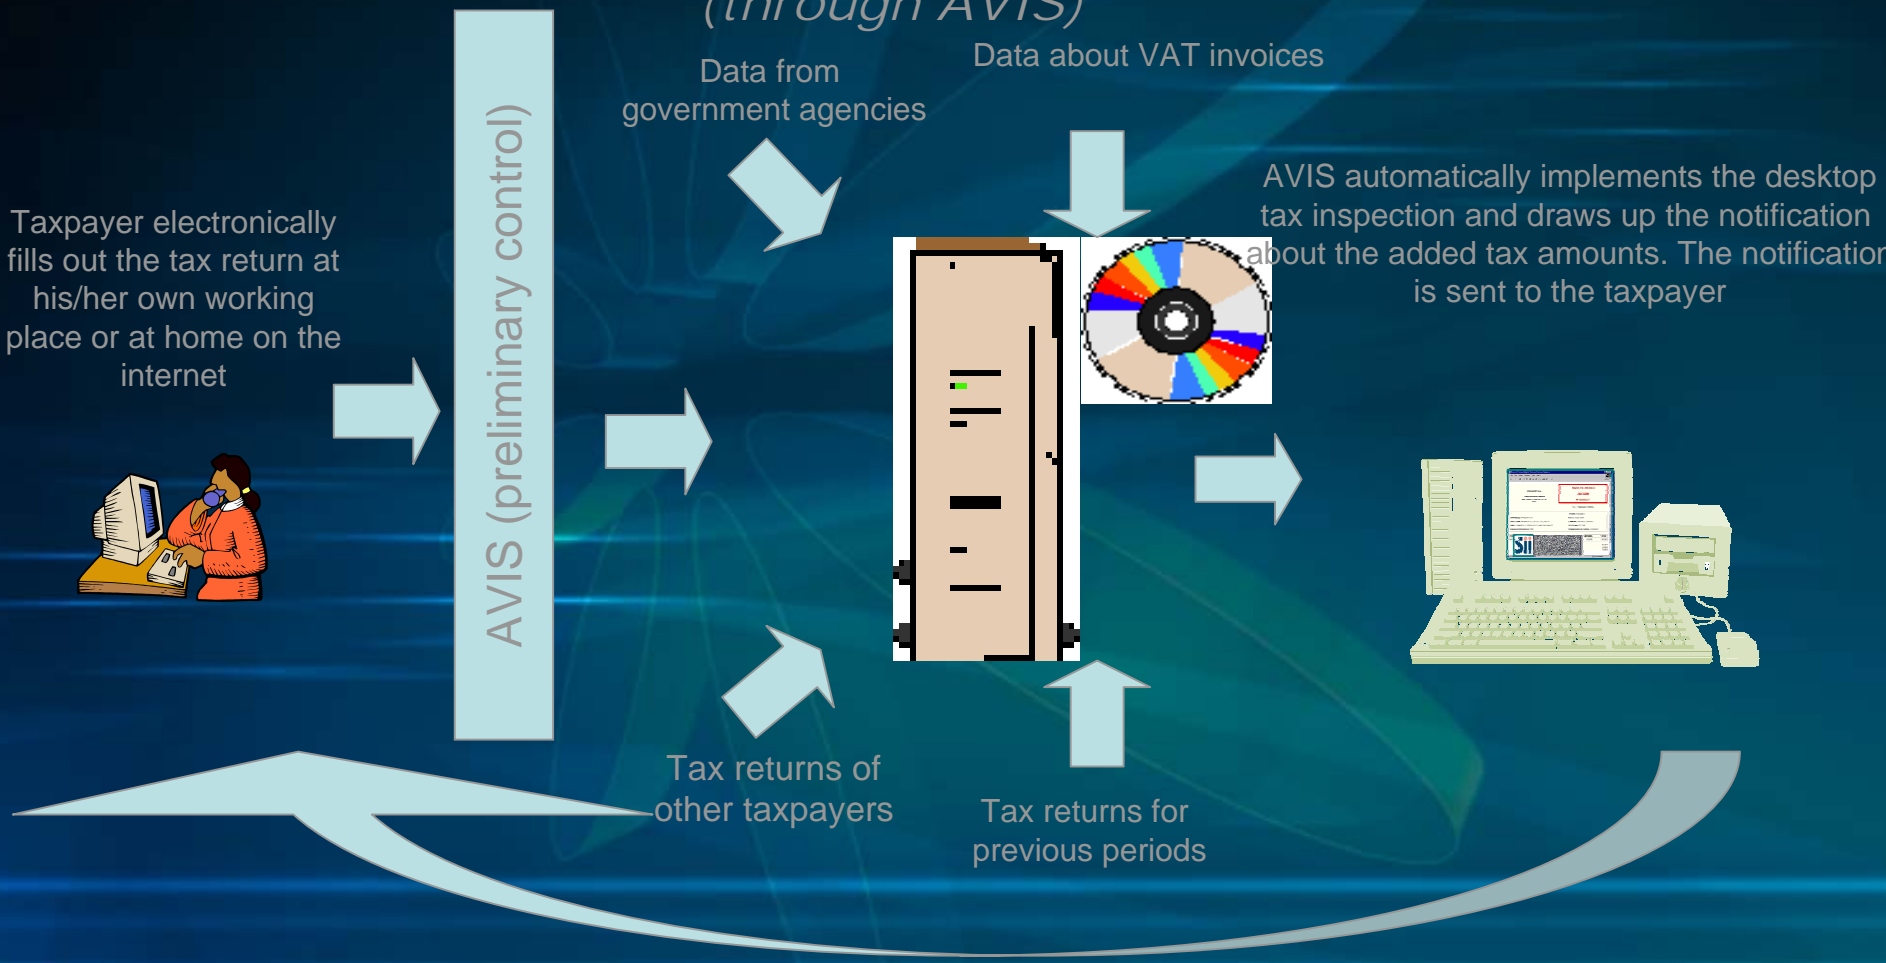 (through AVIS)
Data from
government agencies
Data about VAT invoices
Taxpayer electronically
fills out the tax return at
his/her own working
place or at home on the
internet
AVIS (preliminary control)
AVIS automatically implements the desktop
tax inspection and draws up the notification
about the added tax amounts. The notification
is sent to the taxpayer
Sii
Tax returns of
other taxpayers
Tax returns for
previous periods